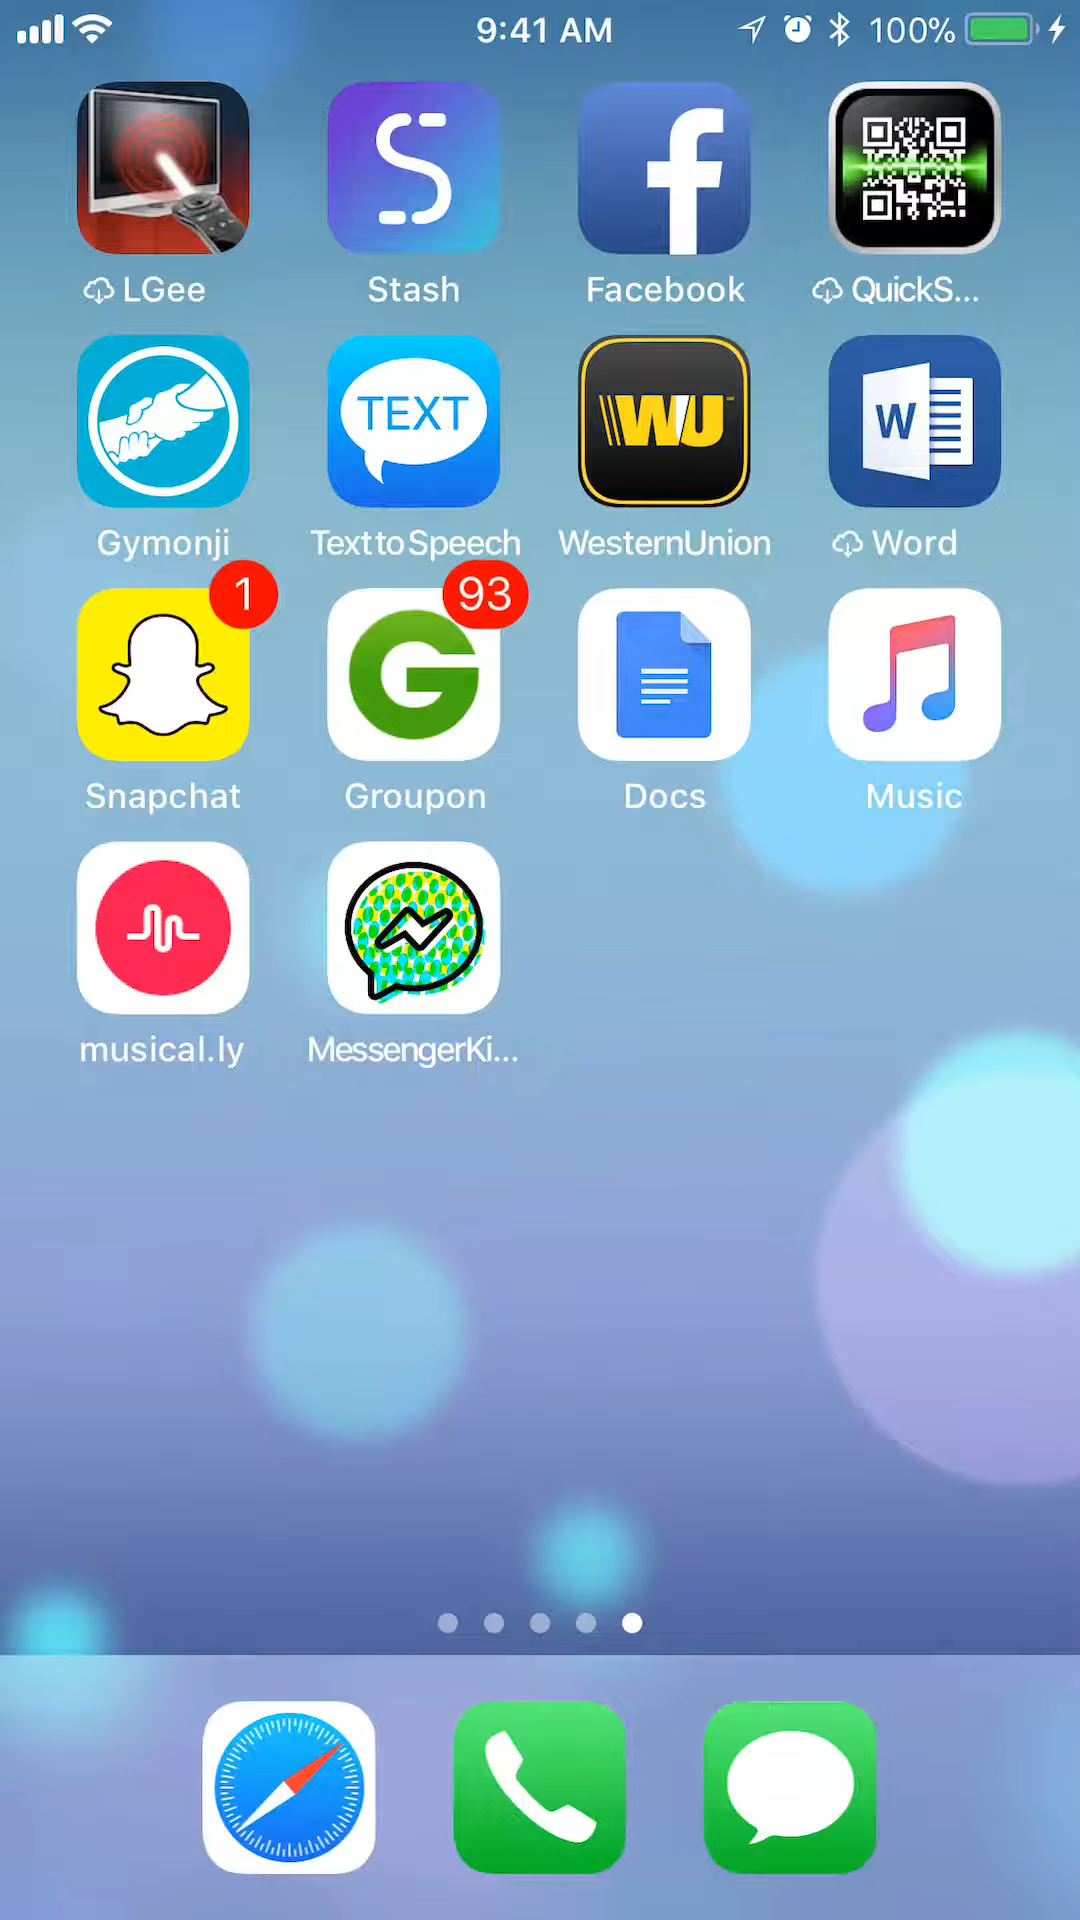 9:41 AM 100%
LGee Stash Facebook QuickS...
TEXT WU W
Gymonji Text to Speech WesternUnion Word
1 93
Snapchat Groupon Docs Music
musical.ly MessengerKi...